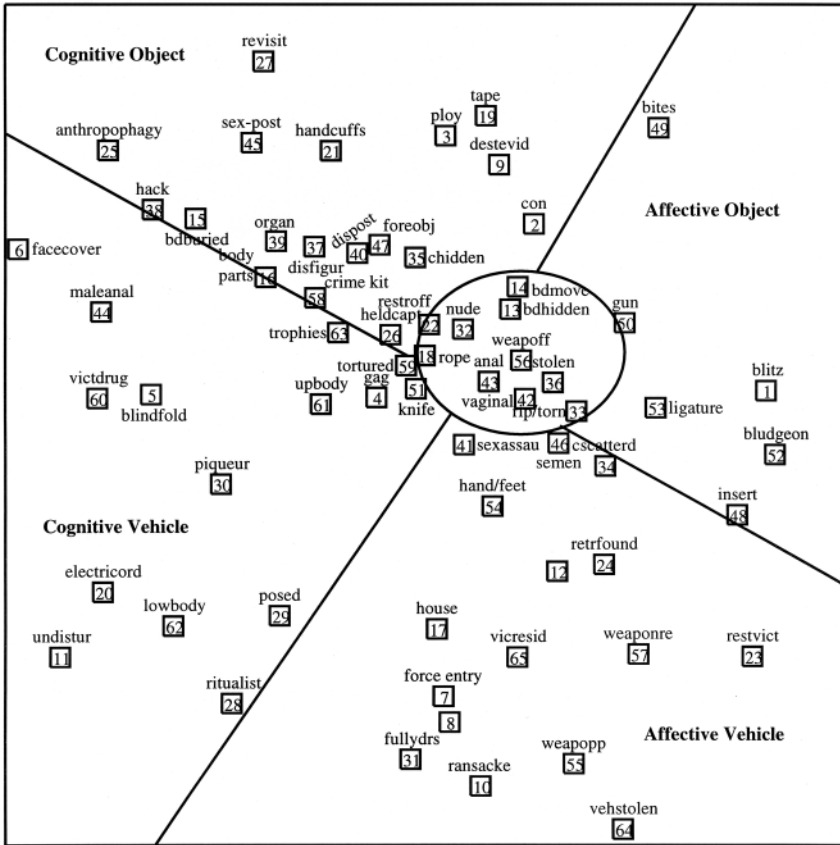 revisit
Cognitive Object
27
tape
19
ploy
3
bites
49
sex-post
45
handcuffs
21
anthropophagy
25
destevid
9
hack
38
15
bdburied
con
2
Affective Object
6 facecover
organ
39
37
disfigur
dispost
40
foreobj
47
35 chidden
body
parts 16
crime kit
58
14 bdmove
13 bdhidden
maleanal
44
restroff
22
heldcapt
26
nude
32
gun
50
trophies 63
weapoff
56
18 rope
tortured
59
anal
43
stolen
36
blitz
1
victdrug
60
5
blindfold
upbody
61
gag
4
51
knife
vaginal 42
rip/torn 33
53 ligature
41 sexassau
46
semen
cscatterd
34
bludgeon
52
piqueur
30
hand/feet
54
insert
48
Cognitive Vehicle
retrfound
24
12
electricord
20
lowbody
62
posed
29
house
17
undistur
11
vicresid
65
weaponre
57
restvict
23
ritualist
28
force entry
7
8
Affective Vehicle
fullydrs
31
ransacke
10
weapopp
55
vehstolen
64